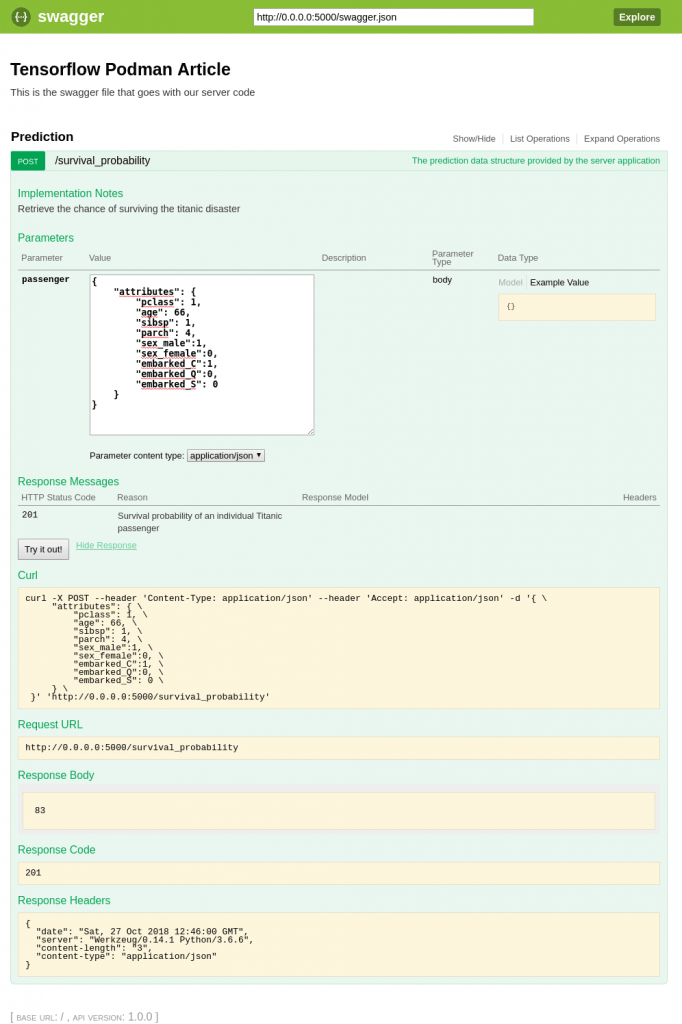 {···} swagger http://0.0.0.0:5000/swagger.json Explore
Tensorflow Podman Article
This is the swagger file that goes with our server code
Prediction Show/Hide List Operations Expand Operations
POST /survival_probability The prediction data structure provided by the server application
Implementation Notes
Retrieve the chance of surviving the titanic disaster
Parameters
Parameter Value Description Parameter Type Data Type
passenger body Model Example Value
{
    "attributes": {
        "pclass": 1,
        "age": 66,
        "sibsp": 1,
        "parch": 4,
        "sex_male":1,
        "sex_female":0,
        "embarked_C":1,
        "embarked_Q":0,
        "embarked_S": 0
    }
}
{}
Parameter content type: application/json
Response Messages
HTTP Status Code Reason Response Model Headers
201 Survival probability of an individual Titanic
passenger
Try it out! Hide Response
Curl
curl -X POST --header 'Content-Type: application/json' --header 'Accept: application/json' -d '{ \
     "attributes": { \
         "pclass": 1, \
         "age": 66, \
         "sibsp": 1, \
         "parch": 4, \
         "sex_male":1, \
         "sex_female":0, \
         "embarked_C":1, \
         "embarked_Q":0, \
         "embarked_S": 0 \
     } \
 }' 'http://0.0.0.0:5000/survival_probability'
Request URL
http://0.0.0.0:5000/survival_probability
Response Body
83
Response Code
201
Response Headers
{
  "date": "Sat, 27 Oct 2018 12:46:00 GMT",
  "server": "Werkzeug/0.14.1 Python/3.6.6",
  "content-length": "3",
  "content-type": "application/json"
}
[ BASE URL: / , API VERSION: 1.0.0 ]